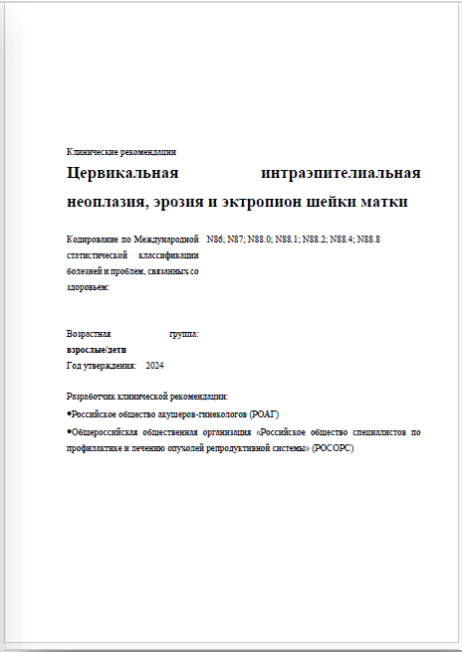 Клинические рекомендации
Цервикальная интраэпителиальная
неоплазия, эрозия и эктропион шейки матки
Кодирование по Международной N86; N87; N88.0; N88.1; N88.2; N88.4; N88.8
статистической классификации
болезней и проблем, связанных со
здоровьем:
Возрастная группа:
взрослые/дети
Год утверждения: 2024
Разработчик клинической рекомендации:
•Российское общество акушеров-гинекологов (РОАГ)
•Общероссийская общественная организация «Российское общество специалистов по
профилактике и лечению опухолей репродуктивной системы» (РОСОРС)